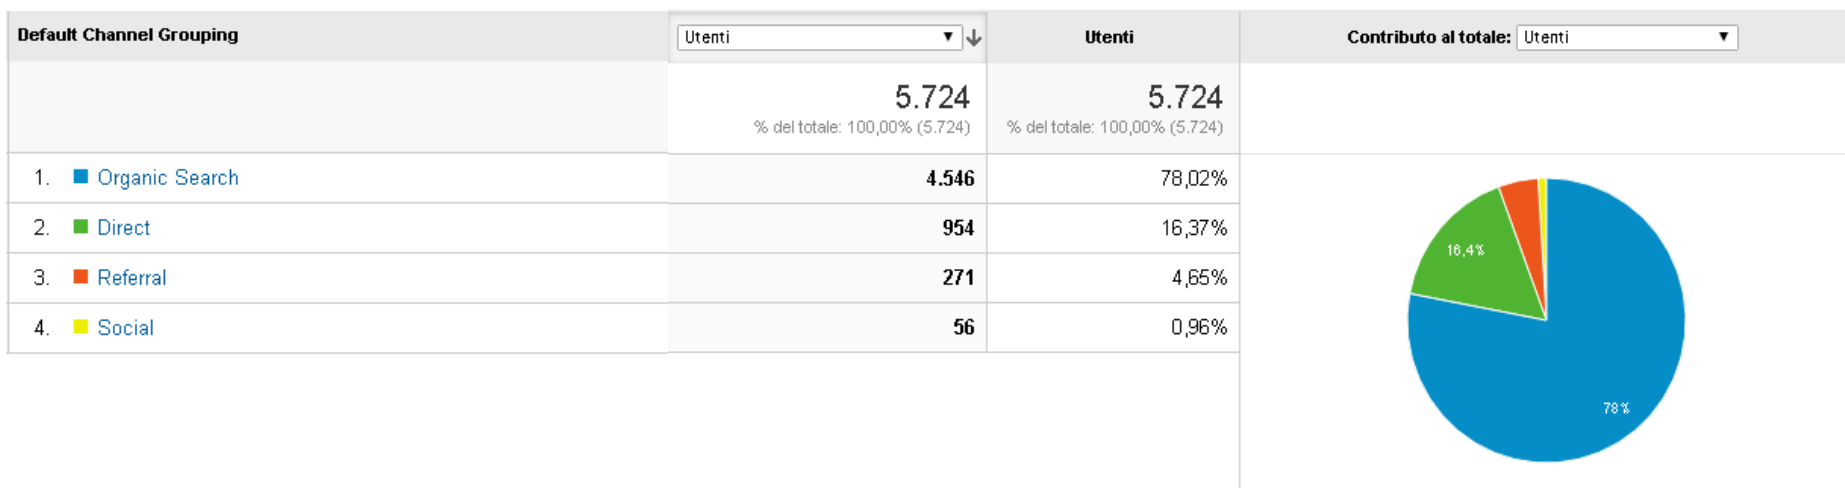 Default Channel Grouping Utenti Utenti Contributo al totale: Utenti
5.724 5.724
% del totale: 100,00% (5.724) % del totale: 100,00% (5.724)
1. Organic Search 4.546 78,02%
2. Direct 954 16,37%
3. Referral 271 4,65%
4. Social 56 0,96%
16,4%
78%